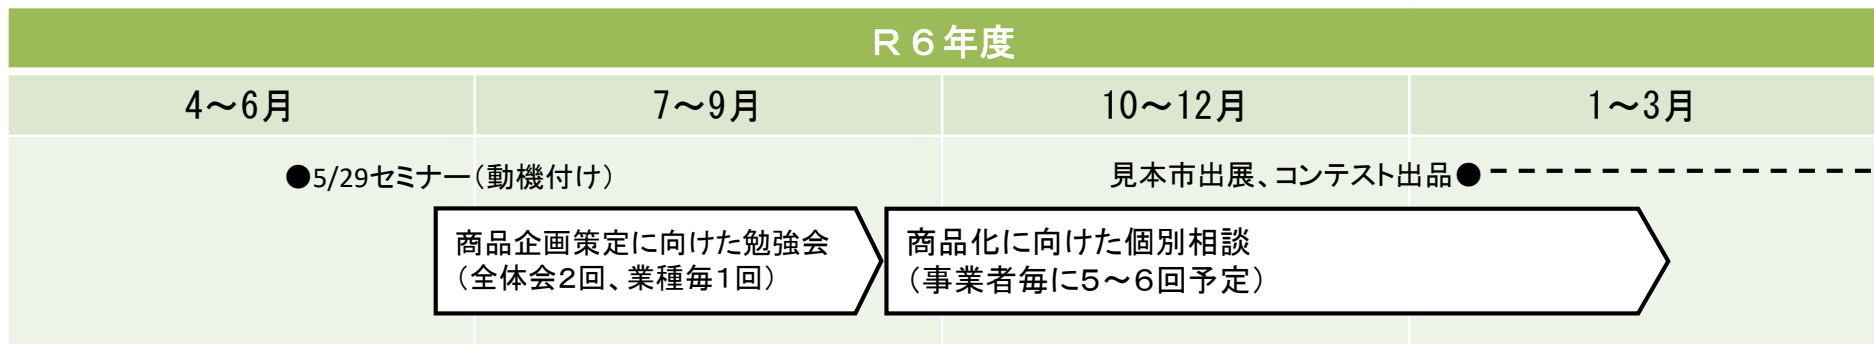 Ｒ６年度
4～6月
7～9月
10～12月
1～3月
●5/29セミナー（動機付け）
見本市出展、コンテスト出品●
商品企画策定に向けた勉強会
（全体会２回、業種毎１回）
商品化に向けた個別相談
（事業者毎に５～６回予定）